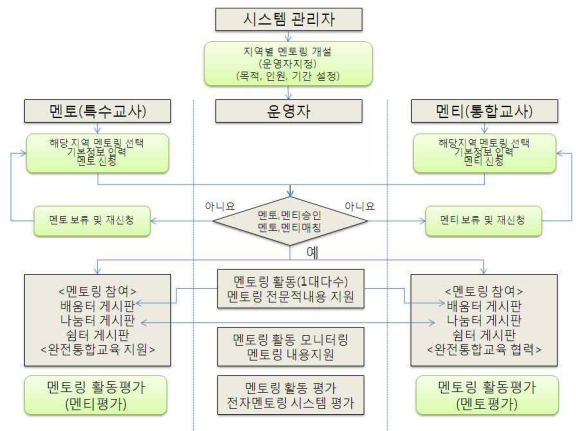 시스템 관리자
지역별 멘토링 개설
(운영자지정)
(목적, 인원, 기간 설정)
멘토(특수교사)
운영자
멘티(통합교사)
해당 지역 멘토링 선택
기본정보 입력
멘토 신청
해당지역 멘토링 선택
기본정보 입력
멘티 신청
아니요
아니요
멘토,멘티승인
멘토,멘티매칭
멘토 보류 및 재신청
멘티 보류 및 재신청
예
<멘토링 참여>
배움터 게시판
나눔터 게시판
쉼터 게시판
<완전통합교육 지원>
멘토링 활동(1대다수)
멘토링 전문적내용 지원
멘토링 활동 모니터링
멘토링 내용지원
<멘토링 참여>
배움터 게시판
나눔터 게시판
쉼터 게시판
<완전통합교육 협력>
멘토링 활동평가
(멘티평가)
멘토링 활동 평가
전자멘토링 시스템 평가
멘토링 활동평가
(멘토평가)